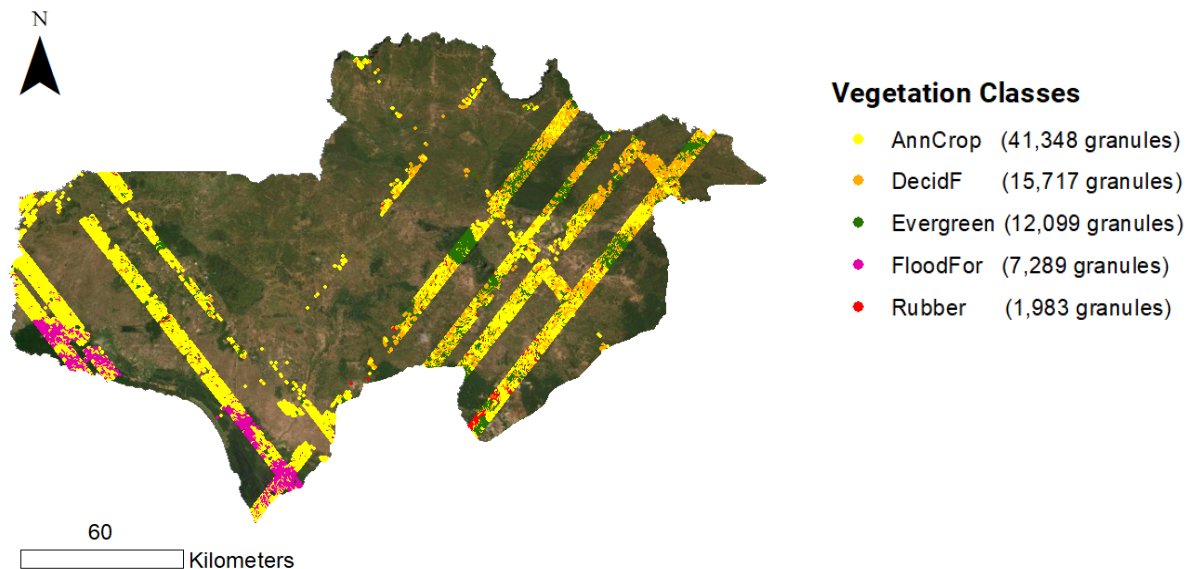 N
Vegetation Classes
AnnCrop (41,348 granules)
DecidF (15,717 granules)
Evergreen (12,099 granules)
FloodFor (7,289 granules)
Rubber (1,983 granules)
60
Kilometers